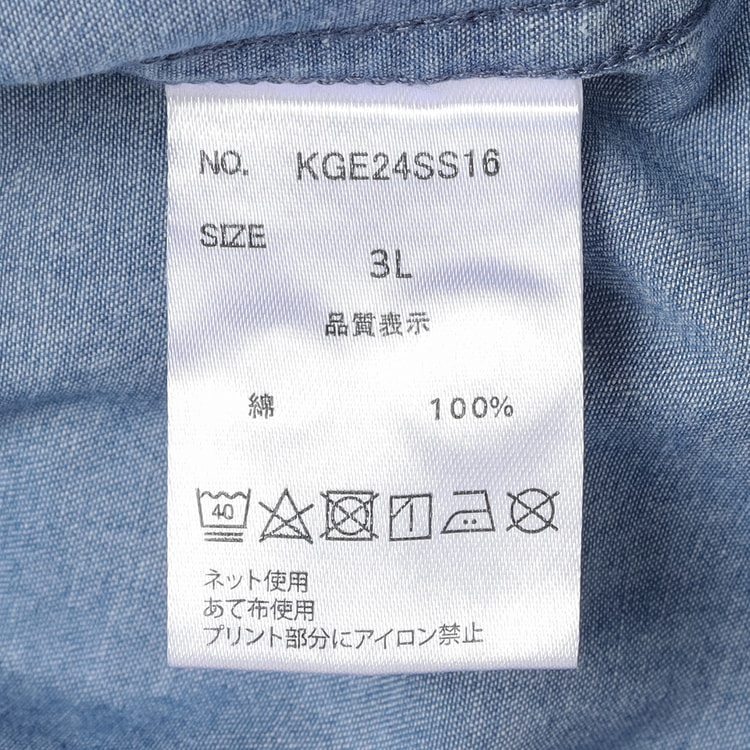 NO. KGE24SS16
SIZE
3L
品質表示
綿 100%
40
ネット使用
あて布使用
プリント部分にアイロン禁止